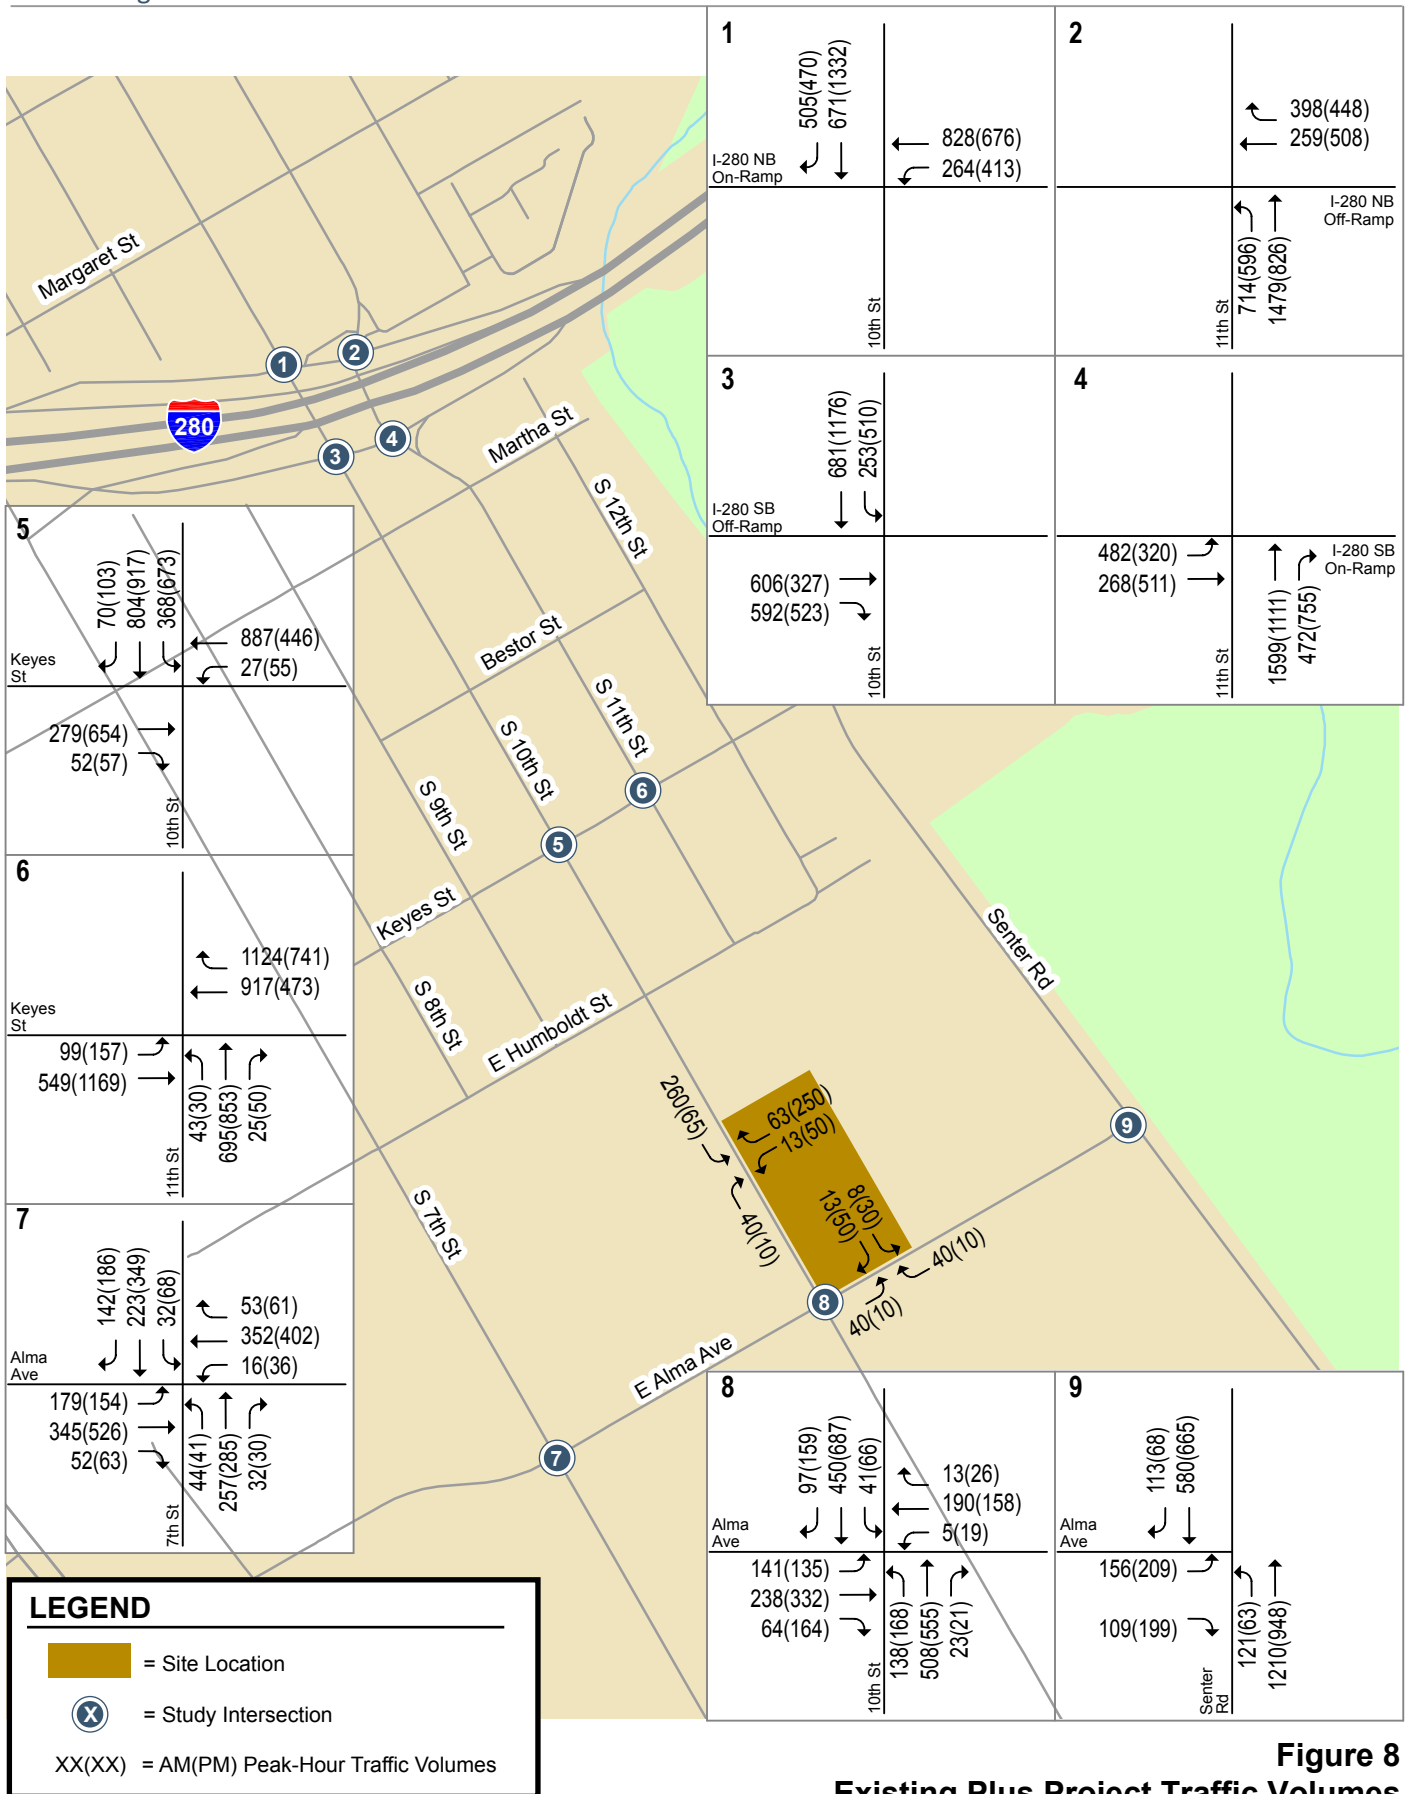 1
505(470)
671(1332)
828(676)
264(413)
I-280 NB
On-Ramp
10th St
2
398(448)
259(508)
I-280 NB
Off-Ramp
714(596)
1479(826)
11th St
3
681(1176)
253(510)
I-280 SB
Off-Ramp
606(327)
592(523)
10th St
4
482(320)
268(511)
I-280 SB
On-Ramp
1599(1111)
472(755)
11th St
5
70(103)
804(917)
368(673)
887(446)
27(55)
Keyes
St
279(654)
52(57)
10th St
6
1124(741)
917(473)
Keyes
St
99(157)
549(1169)
43(30)
695(853)
25(50)
11th St
7
142(186)
223(349)
32(68)
53(61)
352(402)
16(36)
Alma
Ave
179(154)
345(526)
52(63)
44(41)
257(285)
32(30)
7th St
8
97(159)
450(687)
41(66)
13(26)
190(158)
5(19)
Alma
Ave
141(135)
238(332)
64(164)
138(168)
508(555)
23(21)
10th St
9
113(68)
580(665)
Alma
Ave
156(209)
109(199)
121(63)
1210(948)
Senter
Rd
Margaret St
1
2
280
3
4
Martha St
S 12th St
Bestor St
S 11th St
S 10th St
S 9th St
6
5
Keyes St
S 8th St
E Humboldt St
Senter Rd
260(65)
63(250)
13(50)
40(10)
8(30)
13(50)
40(10)
40(10)
9
S 7th St
8
E Alma Ave
7
LEGEND
= Site Location
X
= Study Intersection
XX(XX) = AM(PM) Peak-Hour Traffic Volumes
Figure 8
Existing Plus Project Traffic Volumes